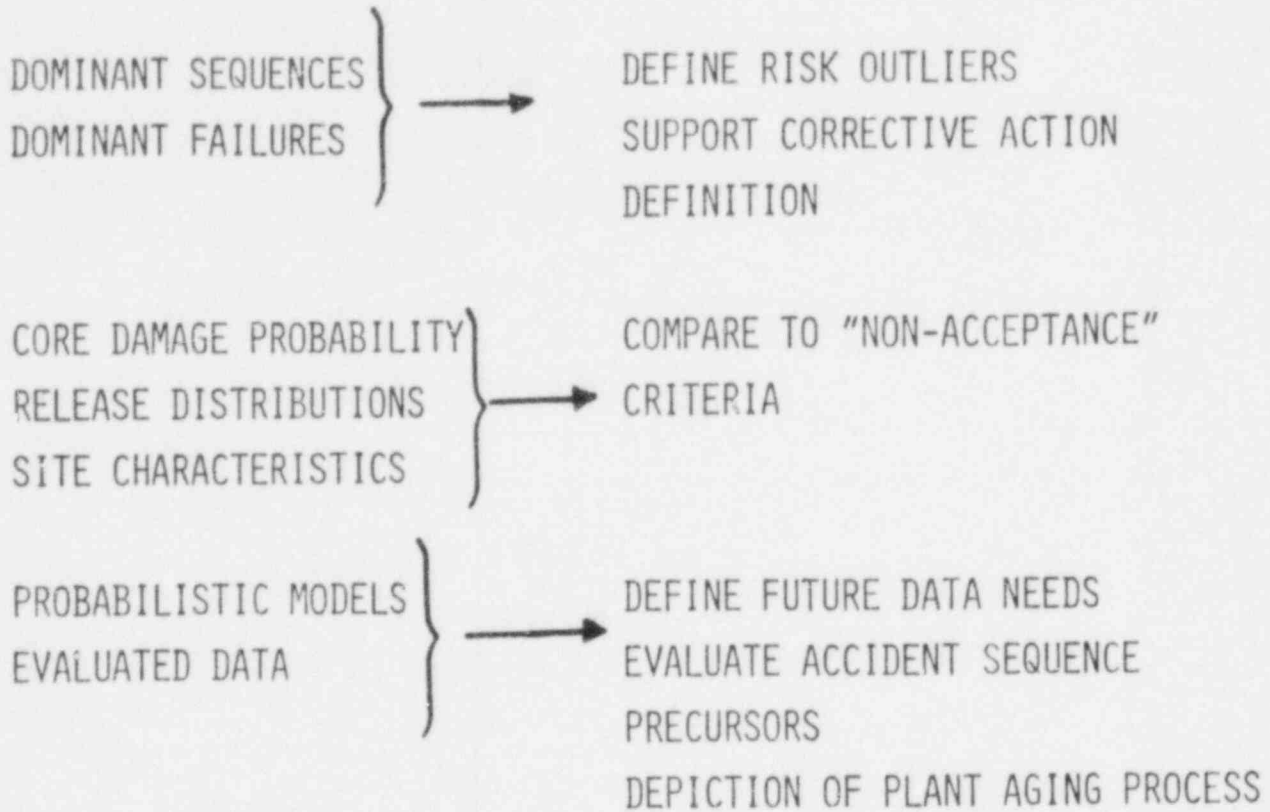 DOMINANT SEQUENCES
DOMINANT FAILURES
DEFINE RISK OUTLIERS
SUPPORT CORRECTIVE ACTION
DEFINITION
CORE DAMAGE PROBABILITY
RELEASE DISTRIBUTIONS
SITE CHARACTERISTICS
COMPARE TO "NON-ACCEPTANCE"
CRITERIA
PROBABILISTIC MODELS
EVALUATED DATA
DEFINE FUTURE DATA NEEDS
EVALUATE ACCIDENT SEQUENCE
PRECURSORS
DEPICTION OF PLANT AGING PROCESS